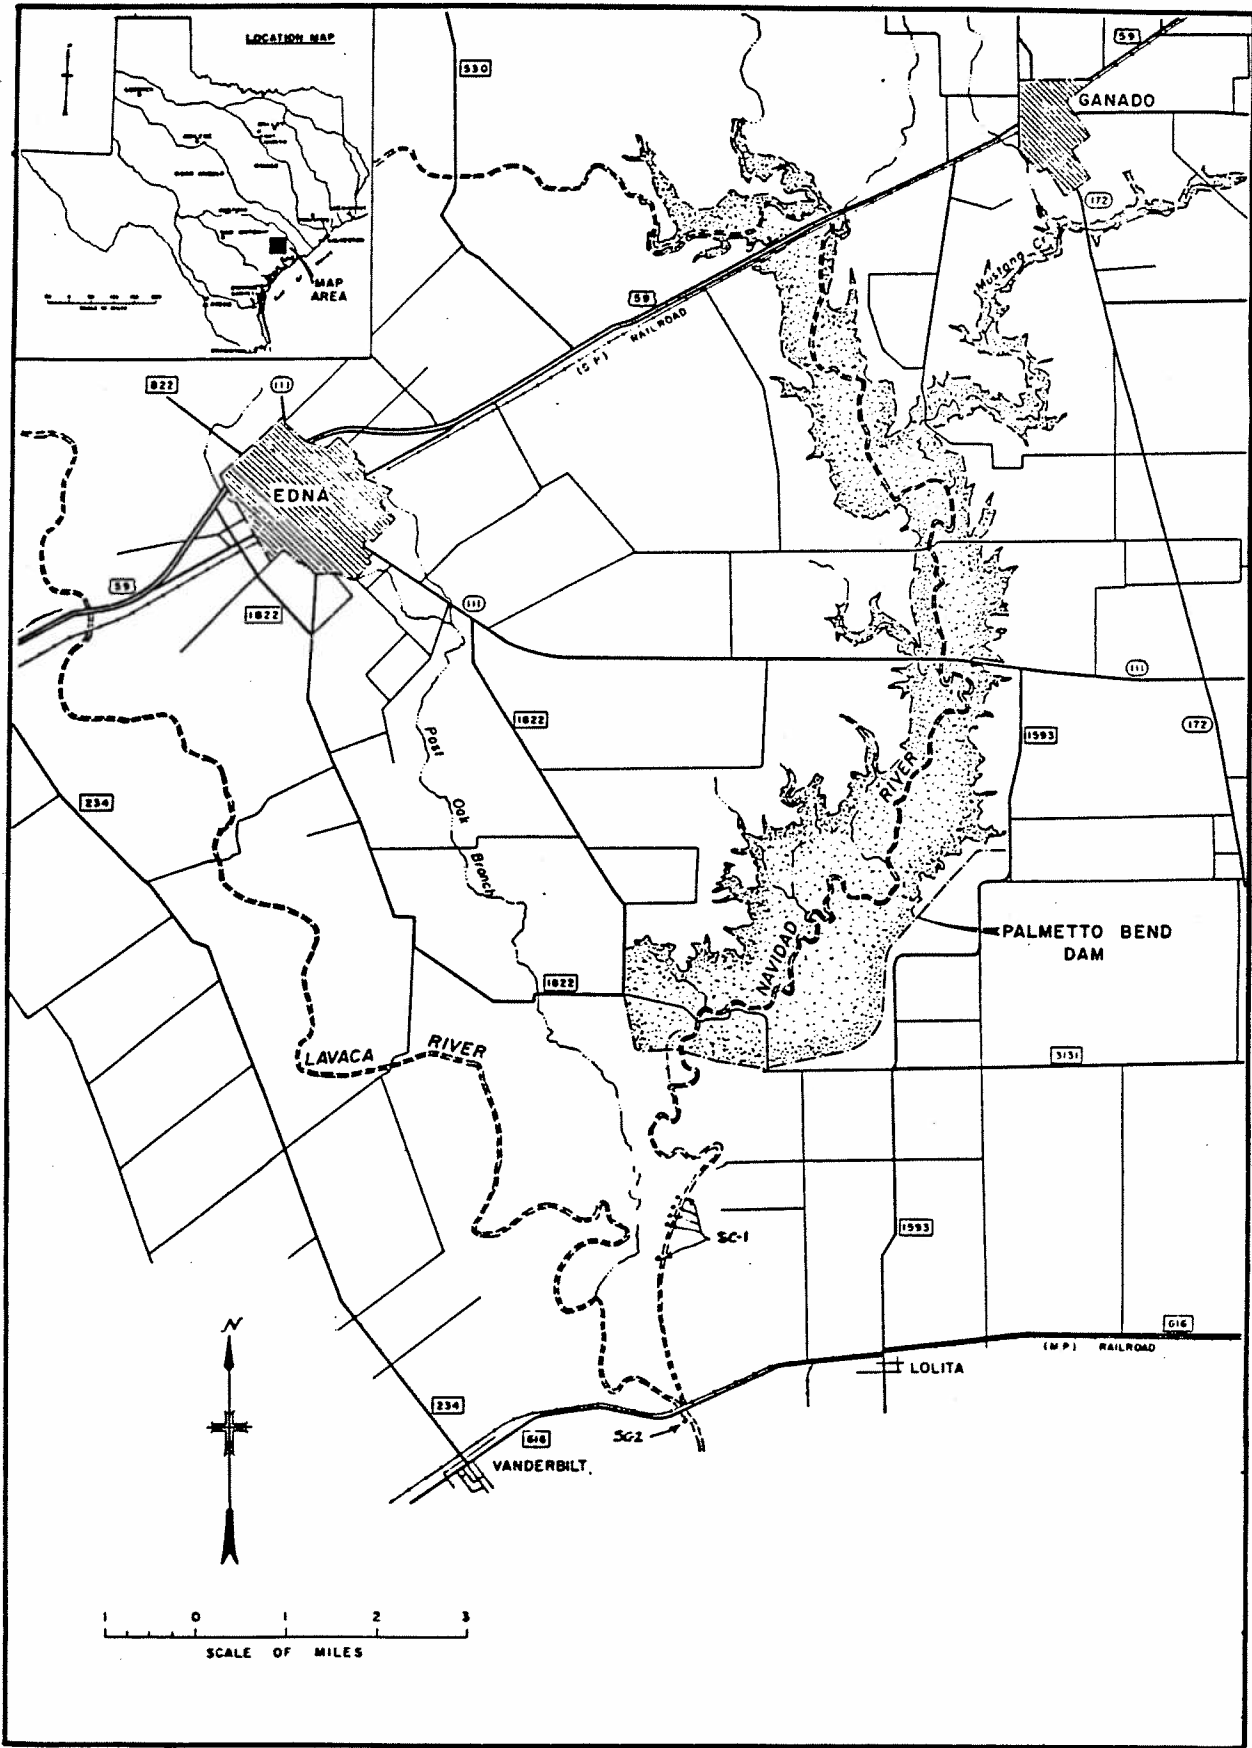 LOCATION MAP
MAP
AREA
530
59
GANADO
172
Mustang
59
(S P) RAILROAD
822
111
EDNA
59
1822
111
111
1822
1593
172
234
Post
Oak
Branch
RIVER
NAVIDAD
PALMETTO BEND
DAM
1822
LAVACA
RIVER
3131
SC-1
1593
616
(M P) RAILROAD
LOLITA
N
234
616
SG-2
VANDERBILT.
1 0 1 2 3
SCALE OF MILES